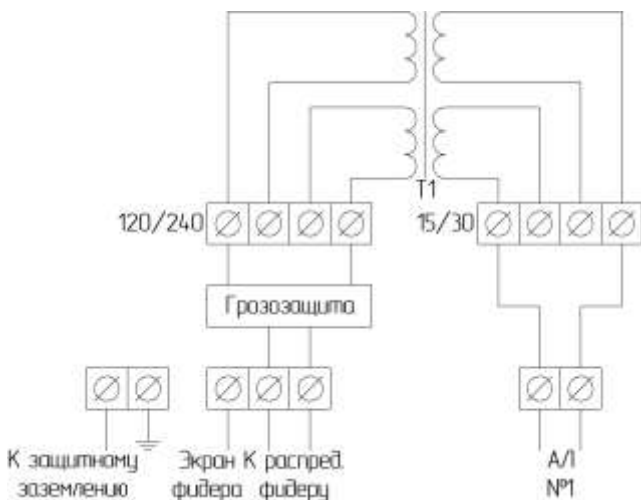 T1
120/240
15/30
Грозозащита
К защитному
заземлению
Экран
фидера
К распред.
фидеру
А/Л
№1